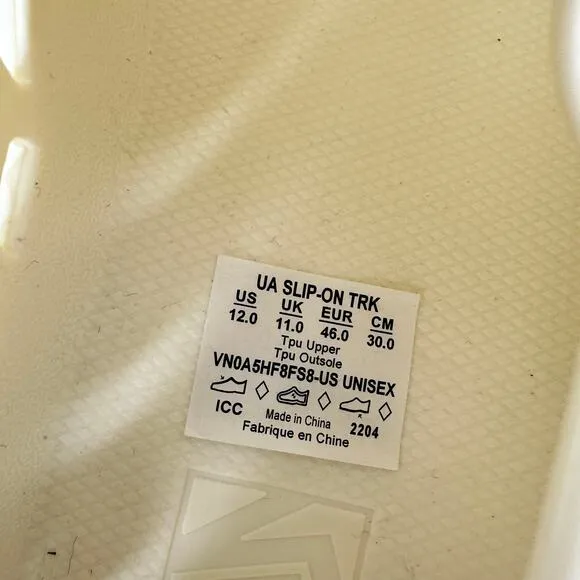 UA SLIP-ON TRK
US UK EUR CM
12.0 11.0 46.0 30.0
Tpu Upper
Tpu Outsole
VN0A5HF8FS8-US UNISEX
ICC Made in China 2204
Fabrique en Chine